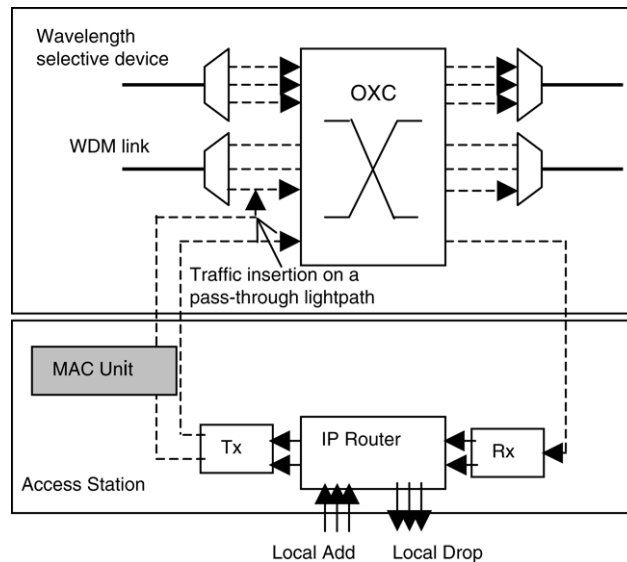 Wavelength
selective device
OXC
WDM link
Traffic insertion on a
pass-through lightpath
MAC Unit
Tx
IP Router
Rx
Access Station
Local Add
Local Drop